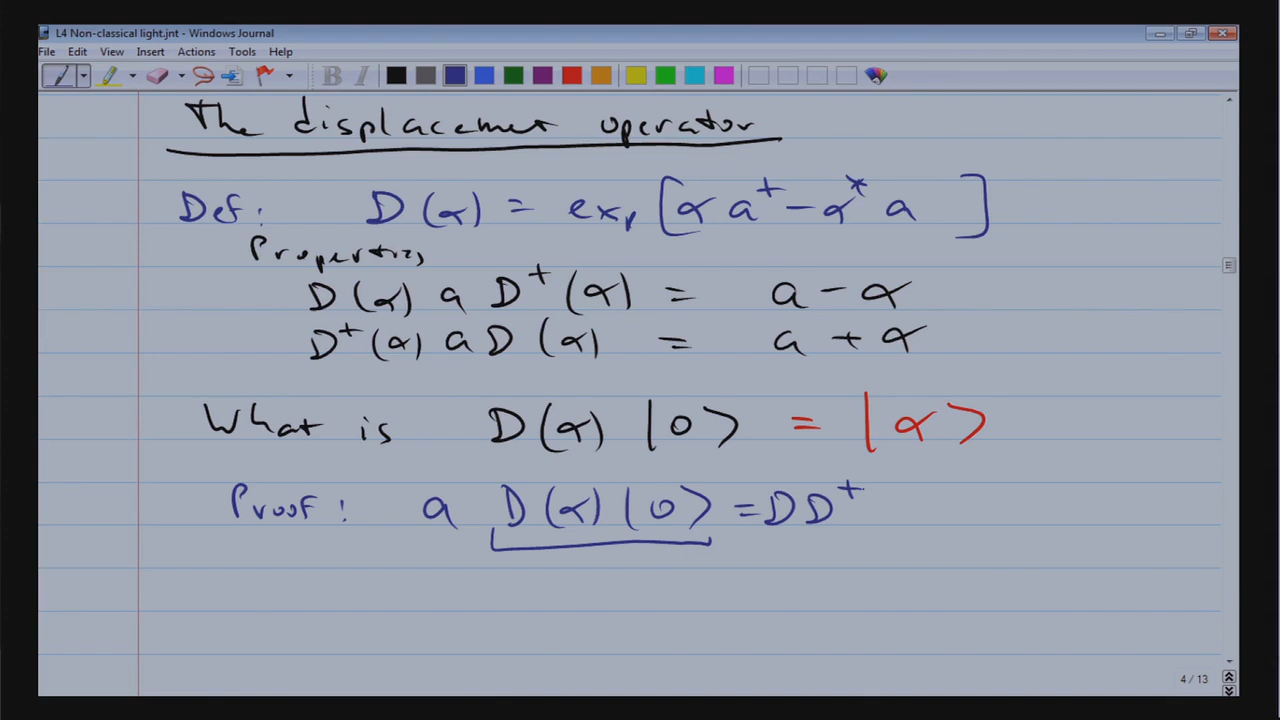 L4 Non-classical light.jnt - Windows Journal
File Edit View Insert Actions Tools Help
B I
The displacement operator
Def: D(α) = exp[α a⁺ − α* a ]
Properties
D(α) a D⁺(α) = a − α
D⁺(α) a D(α) = a + α
What is D(α) |0> = |α>
Proof: a D(α)|0> = D D⁺
4 / 13